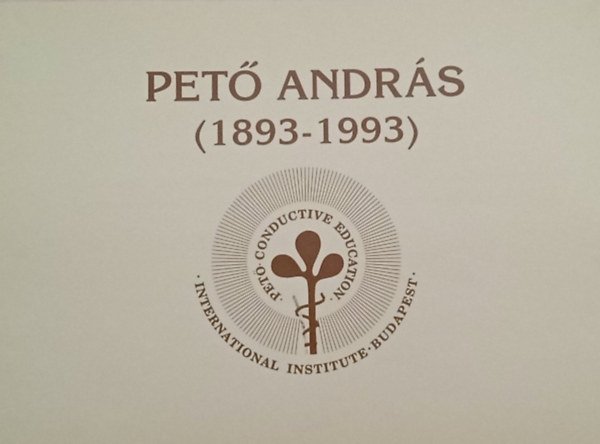 PETŐ ANDRÁS
(1893-1993)
·PETŐ·CONDUCTIVE EDUCATION·
·INTERNATIONAL INSTITUTE·BUDAPEST·